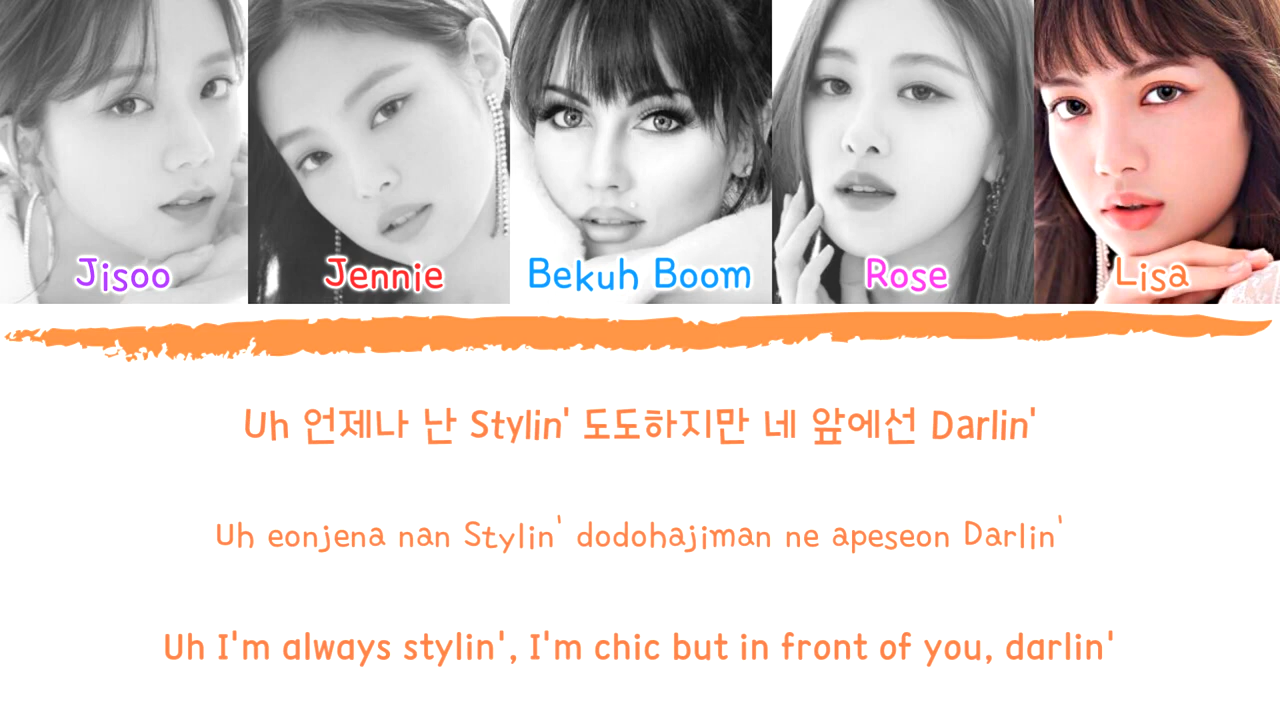 Jisoo Jennie Bekuh Boom Rose Lisa
Uh 언제나 난 Stylin' 도도하지만 네 앞에선 Darlin'
Uh eonjena nan Stylin' dodohajiman ne apeseon Darlin'
Uh I'm always stylin', I'm chic but in front of you, darlin'